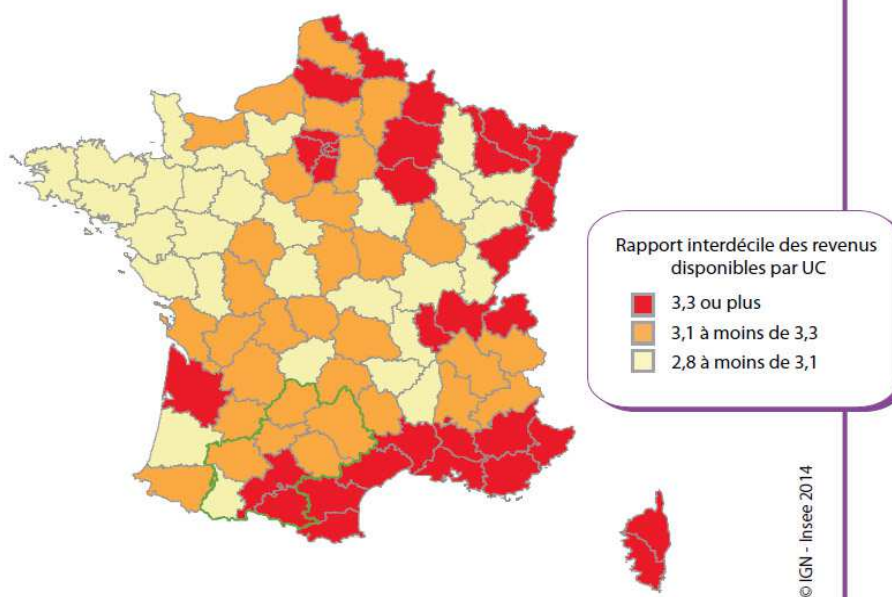 Rapport interdécile des revenus
disponibles par UC
3,3 ou plus
3,1 à moins de 3,3
2,8 à moins de 3,1
© IGN - Insee 2014